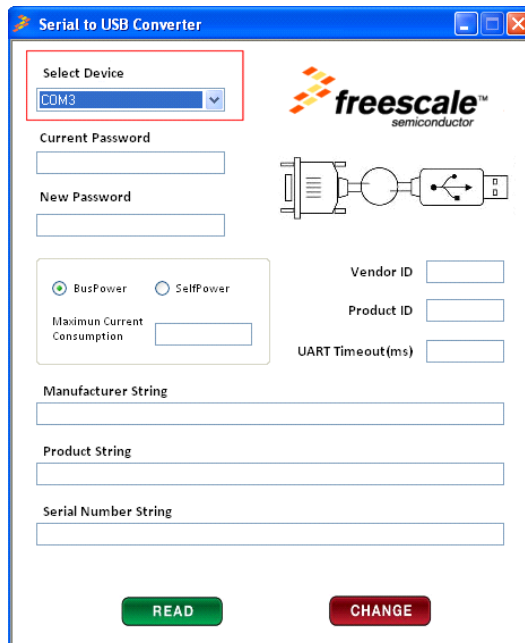 Serial to USB Converter
Select Device
COM3
freescale™
semiconductor
Current Password
New Password
BusPower
SelfPower
Maximun Current
Consumption
Vendor ID
Product ID
UART Timeout(ms)
Manufacturer String
Product String
Serial Number String
READ
CHANGE